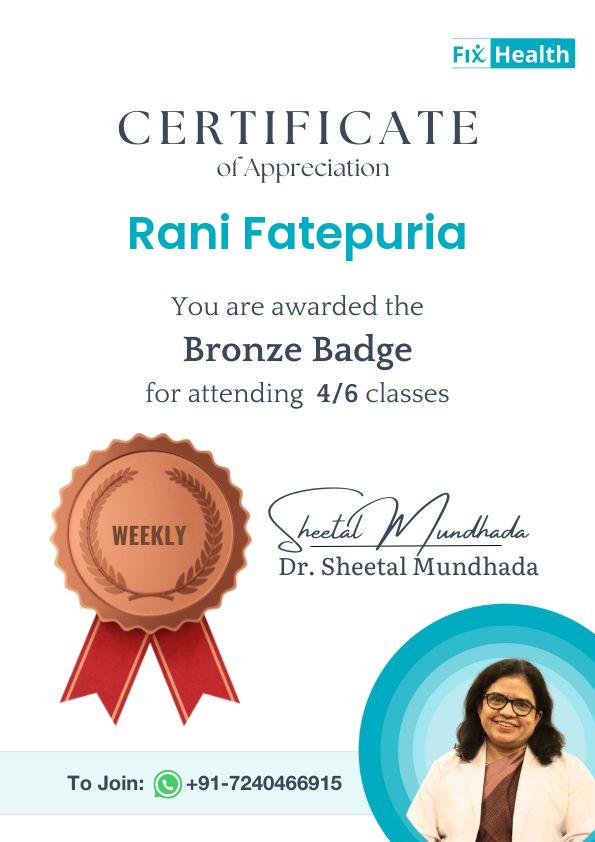 Fix Health
CERTIFICATE
of Appreciation
Rani Fatepuria
You are awarded the
Bronze Badge
for attending 4/6 classes
WEEKLY
Sheetal Mundhada
Dr. Sheetal Mundhada
To Join: +91-7240466915